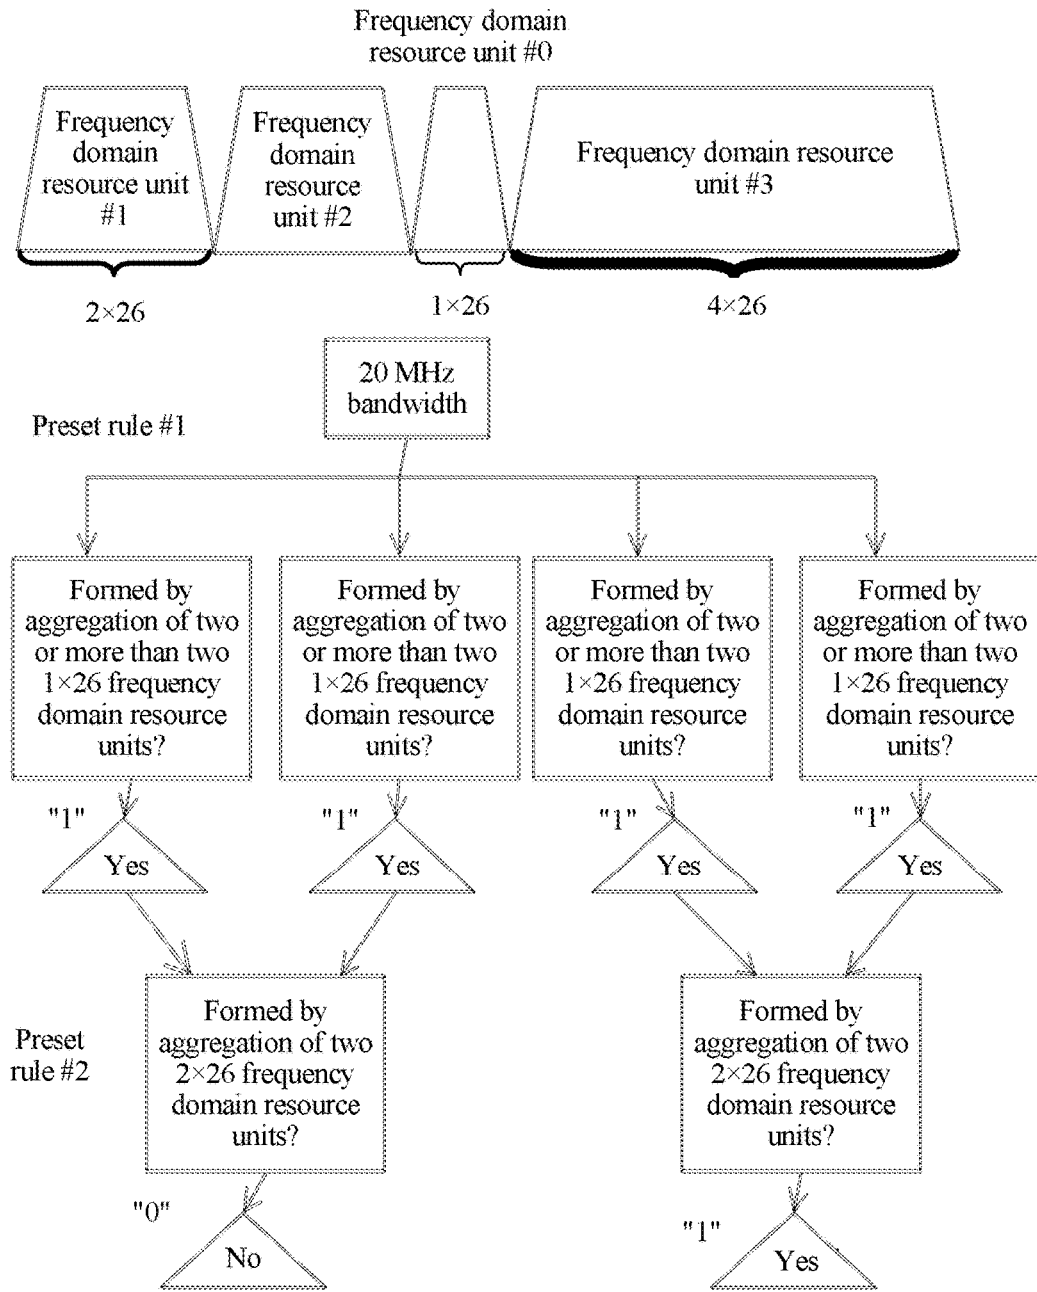 Frequency domain
resource unit #0
Frequency
domain
resource unit
#1
Frequency
domain
resource
unit #2
Frequency domain resource
unit #3
2×26
1×26
4×26
20 MHz
bandwidth
Preset rule #1
Formed by
aggregation of two
or more than two
1×26 frequency
domain resource
units?
Formed by
aggregation of two
or more than two
1×26 frequency
domain resource
units?
Formed by
aggregation of two
or more than two
1×26 frequency
domain resource
units?
Formed by
aggregation of two
or more than two
1×26 frequency
domain resource
units?
"1"
Yes
"1"
Yes
"1"
Yes
"1"
Yes
Preset
rule #2
Formed by
aggregation of two
2×26 frequency
domain resource
units?
Formed by
aggregation of two
2×26 frequency
domain resource
units?
"0"
No
"1"
Yes